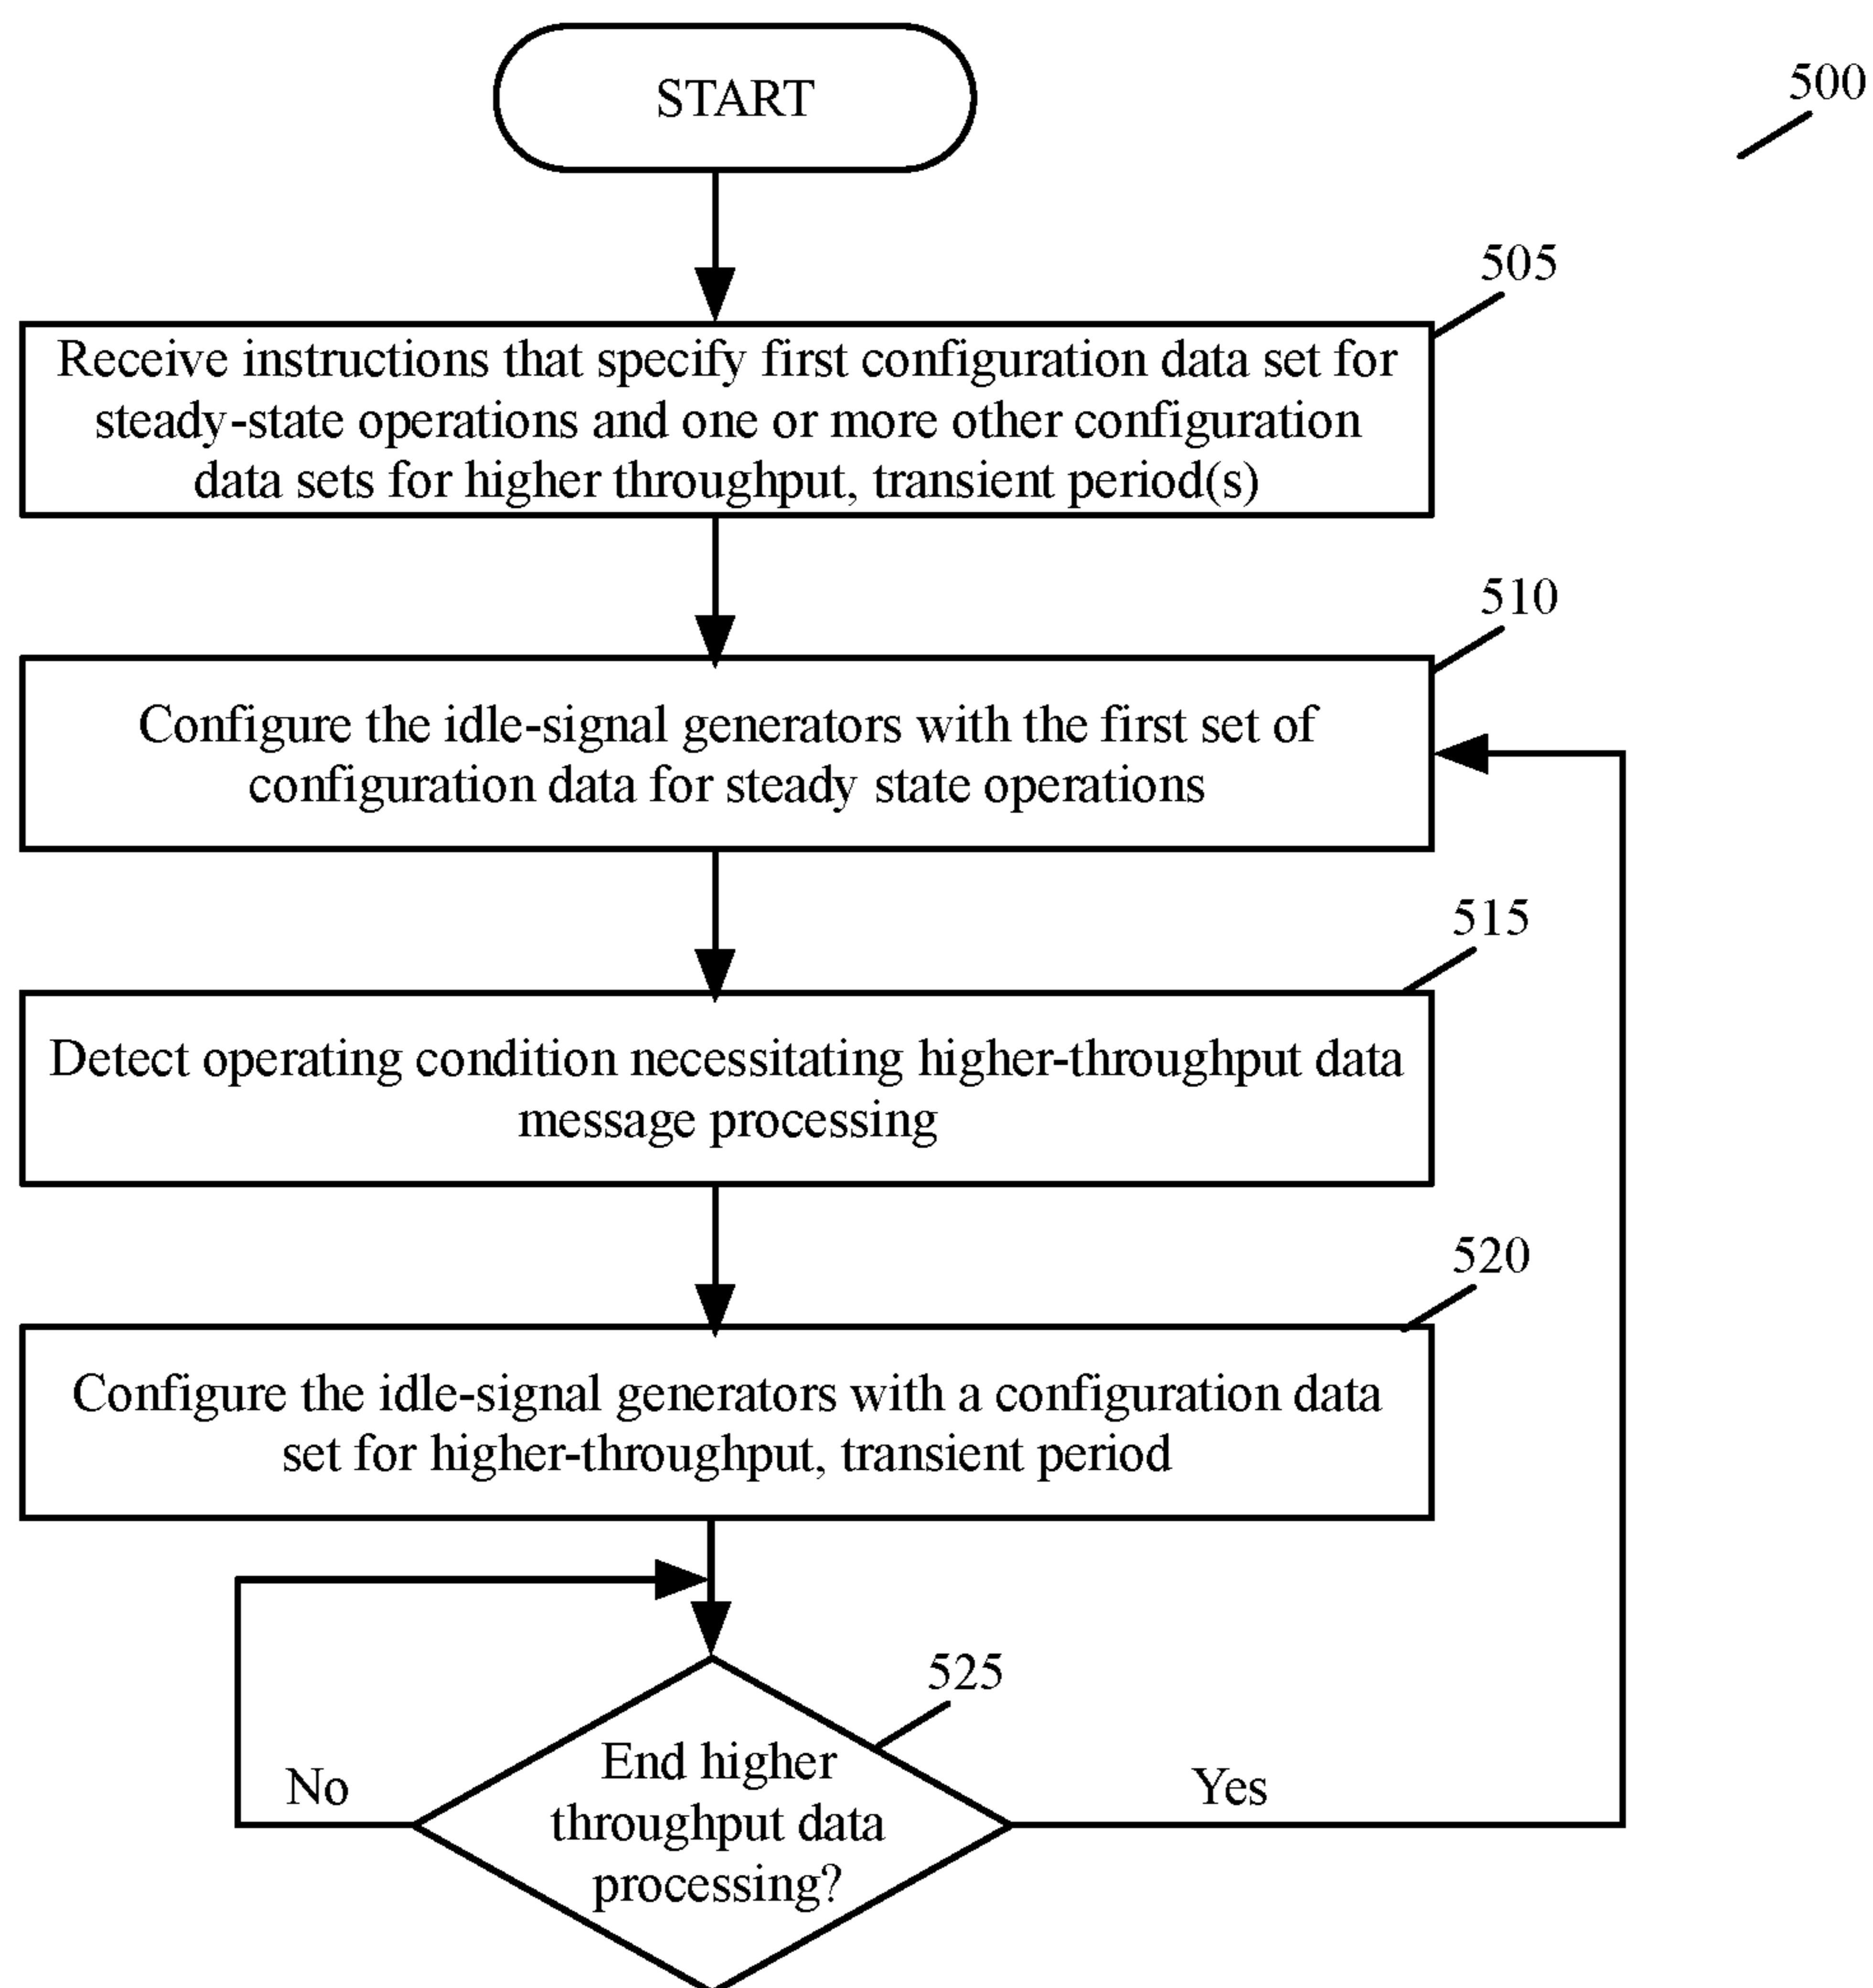 START
500
505
Receive instructions that specify first configuration data set for
steady-state operations and one or more other configuration
data sets for higher throughput, transient period(s)
510
Configure the idle-signal generators with the first set of
configuration data for steady state operations
515
Detect operating condition necessitating higher-throughput data
message processing
520
Configure the idle-signal generators with a configuration data
set for higher-throughput, transient period
525
End higher
throughput data
processing?
No
Yes